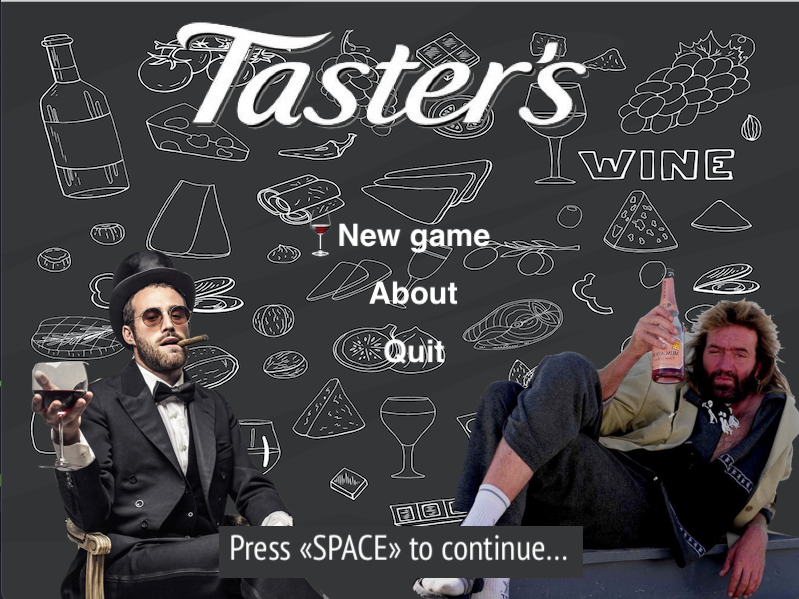 Taster's
WINE
New game
About
Quit
Press «SPACE» to continue...